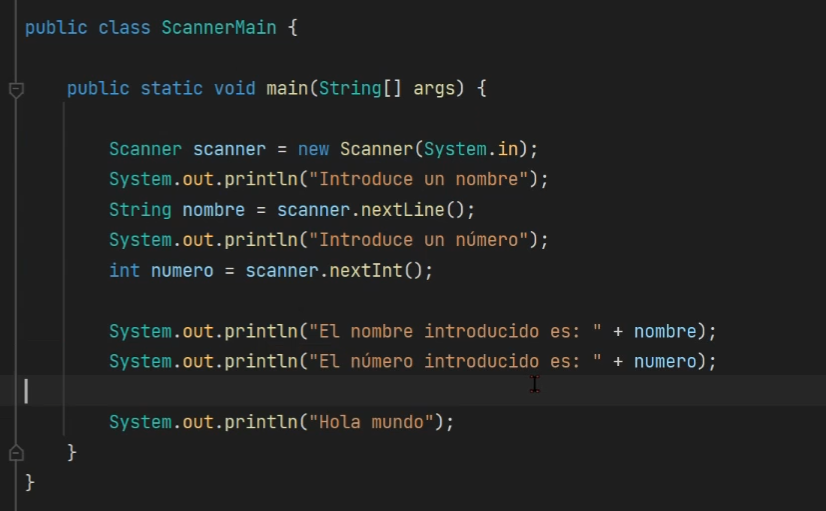 public class ScannerMain {
public static void main(String[] args) {
Scanner scanner = new Scanner(System.in);
System.out.println("Introduce un nombre");
String nombre = scanner.nextLine();
System.out.println("Introduce un número");
int numero = scanner.nextInt();
System.out.println("El nombre introducido es: " + nombre);
System.out.println("El número introducido es: " + numero);
System.out.println("Hola mundo");
}
}